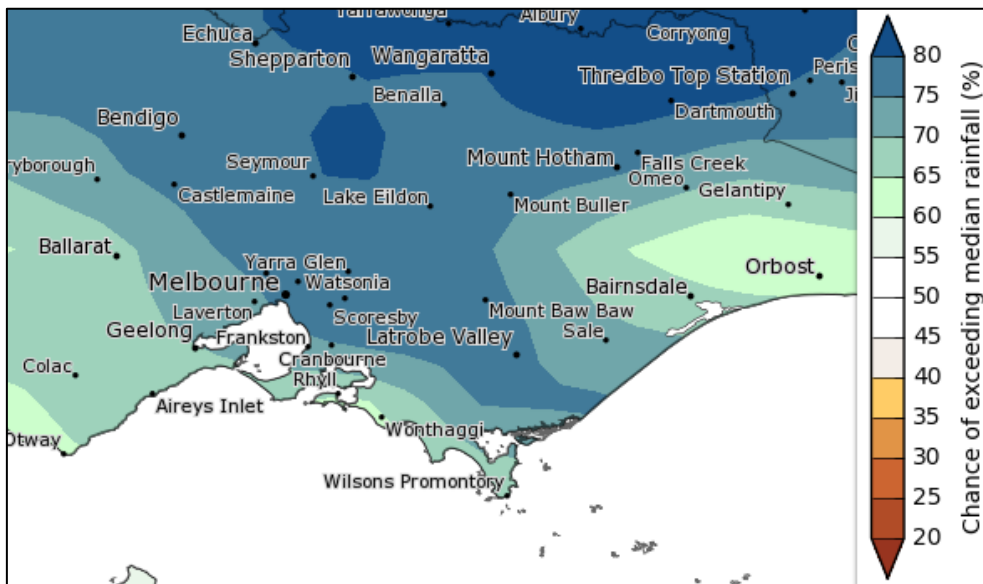 Albury
Echuca
Corryong
Shepparton
Wangaratta
Thredbo Top Station
Peris
Benalla
Dartmouth
Ji
Bendigo
ryborough
Seymour
Mount Hotham
Falls Creek
Castlemaine
Lake Eildon
Omeo
Gelantipy
Mount Buller
Ballarat
Yarra Glen
Orbost
Melbourne
Watsonia
Bairnsdale
Laverton
Scoresby
Mount Baw Baw
Geelong
Frankston
Latrobe Valley
Sale
Cranbourne
Colac
Rhyll
Aireys Inlet
Wonthaggi
Otway
Wilsons Promontory
80
75
70
65
60
55
50
45
40
35
30
25
20
Chance of exceeding median rainfall (%)